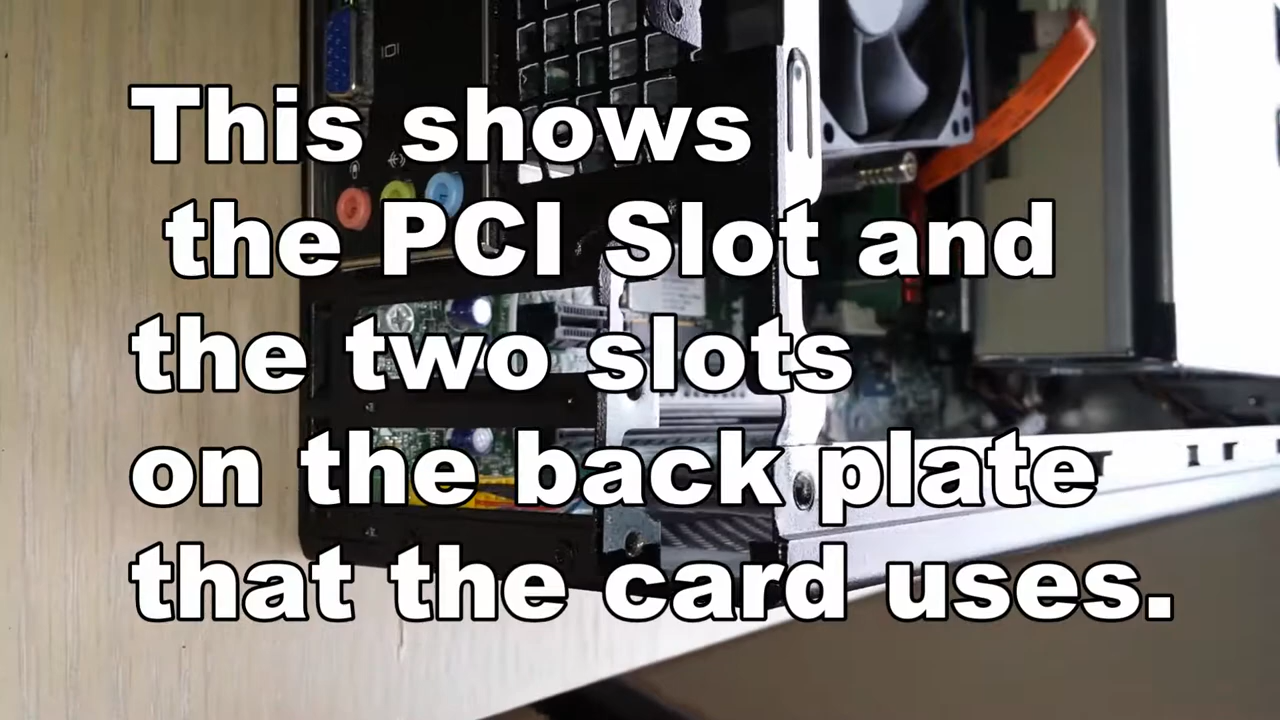 This shows
the PCI Slot and
the two slots
on the back plate
that the card uses.